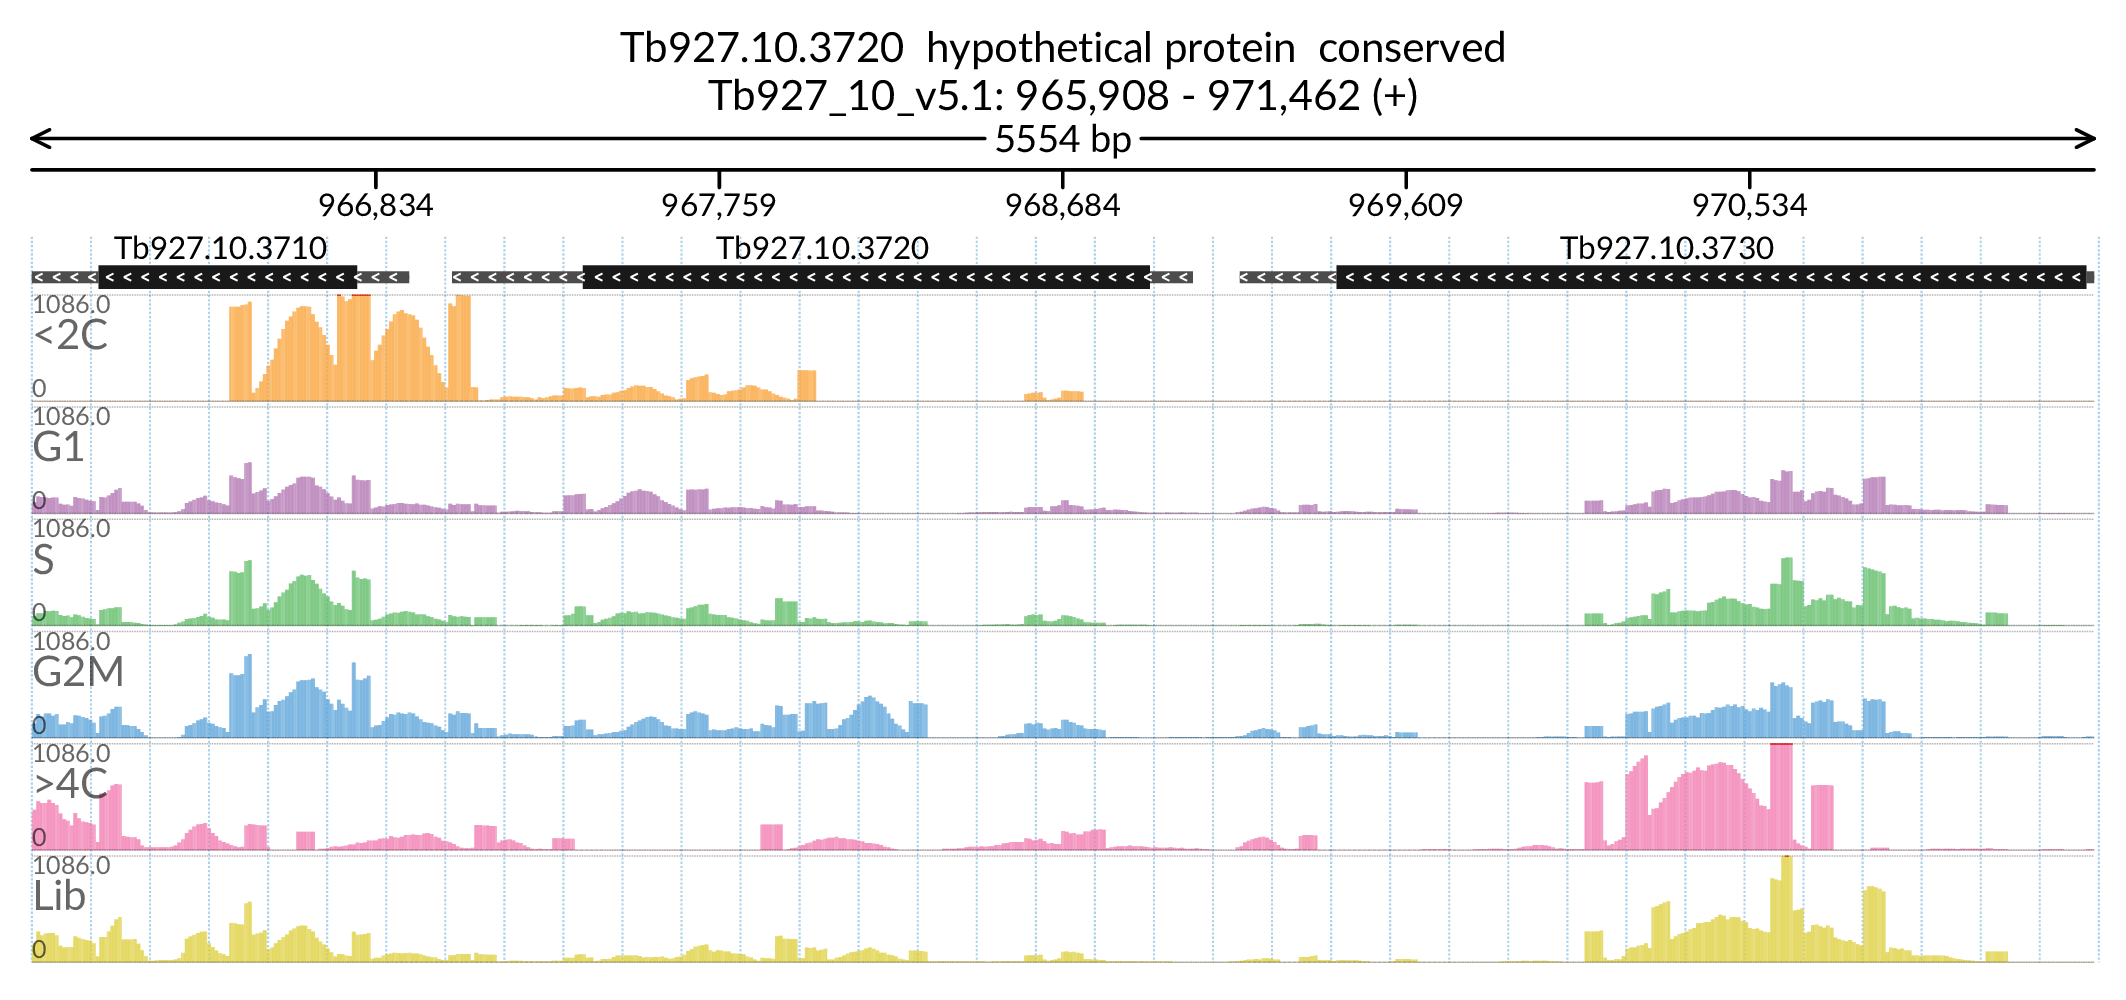 Tb927.10.3720 hypothetical protein conserved
Tb927_10_v5.1: 965,908 - 971,462 (+)
5554 bp
966,834 967,759 968,684 969,609 970,534
Tb927.10.3710 Tb927.10.3720 Tb927.10.3730
1086.0
<2C
0
1086.0
G1
0
1086.0
S
0
1086.0
G2M
0
1086.0
>4C
0
1086.0
Lib
0